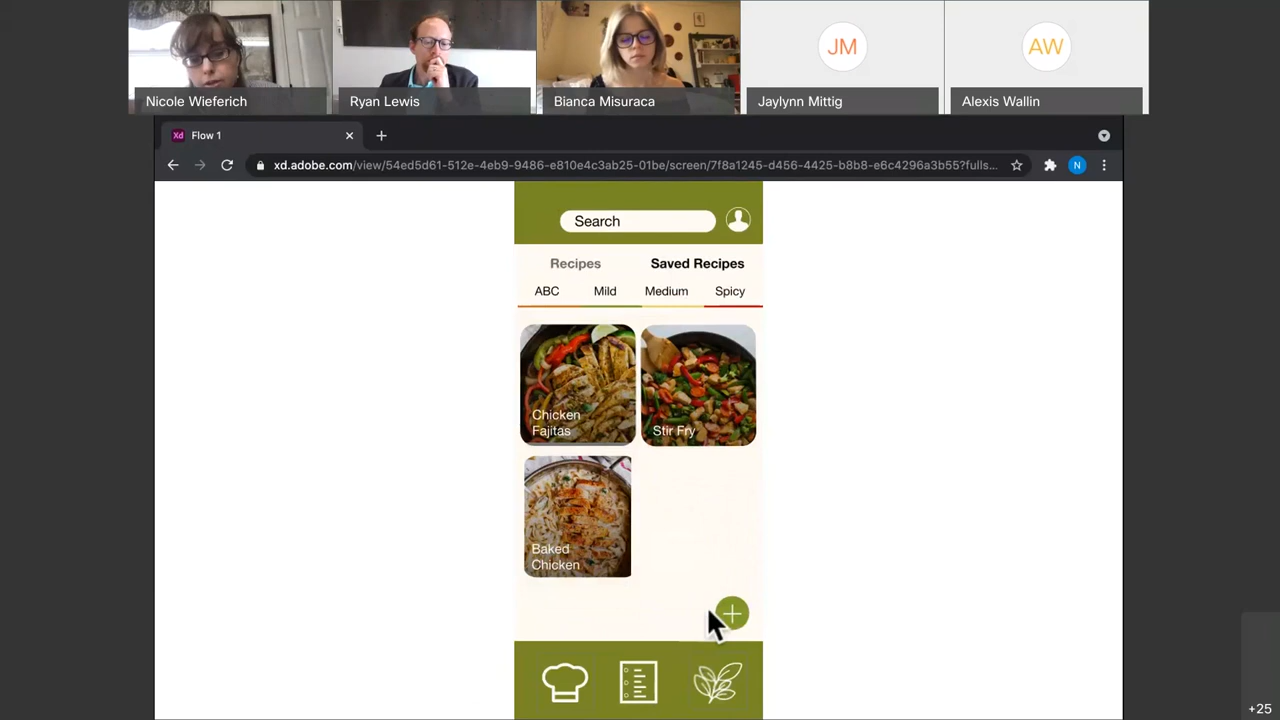 JM
AW
Nicole Wieferich
Ryan Lewis
Bianca Misuraca
Jaylynn Mittig
Alexis Wallin
Xd Flow 1
xd.adobe.com/view/54ed5d61-512e-4eb9-9486-e810e4c3ab25-01be/screen/7f8a1245-d456-4425-b8b8-e6c4296a3b55?fulls...
N
Search
Recipes Saved Recipes
ABC Mild Medium Spicy
Chicken
Fajitas
Stir Fry
Baked
Chicken
+25